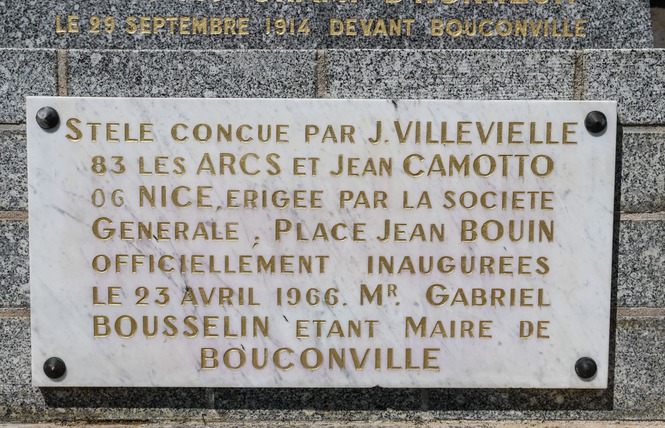 LE 29 SEPTEMBRE 1914 DEVANT BOUCONVILLE
STELE CONCUE PAR J.VILLEVIELLE
83 LES ARCS ET JEAN CAMOTTO
06 NICE, ERIGEE PAR LA SOCIETE
GENERALE, PLACE JEAN BOUIN
OFFICIELLEMENT INAUGUREES
LE 23 AVRIL 1966. MR. GABRIEL
BOUSSELIN ETANT MAIRE DE
BOUCONVILLE